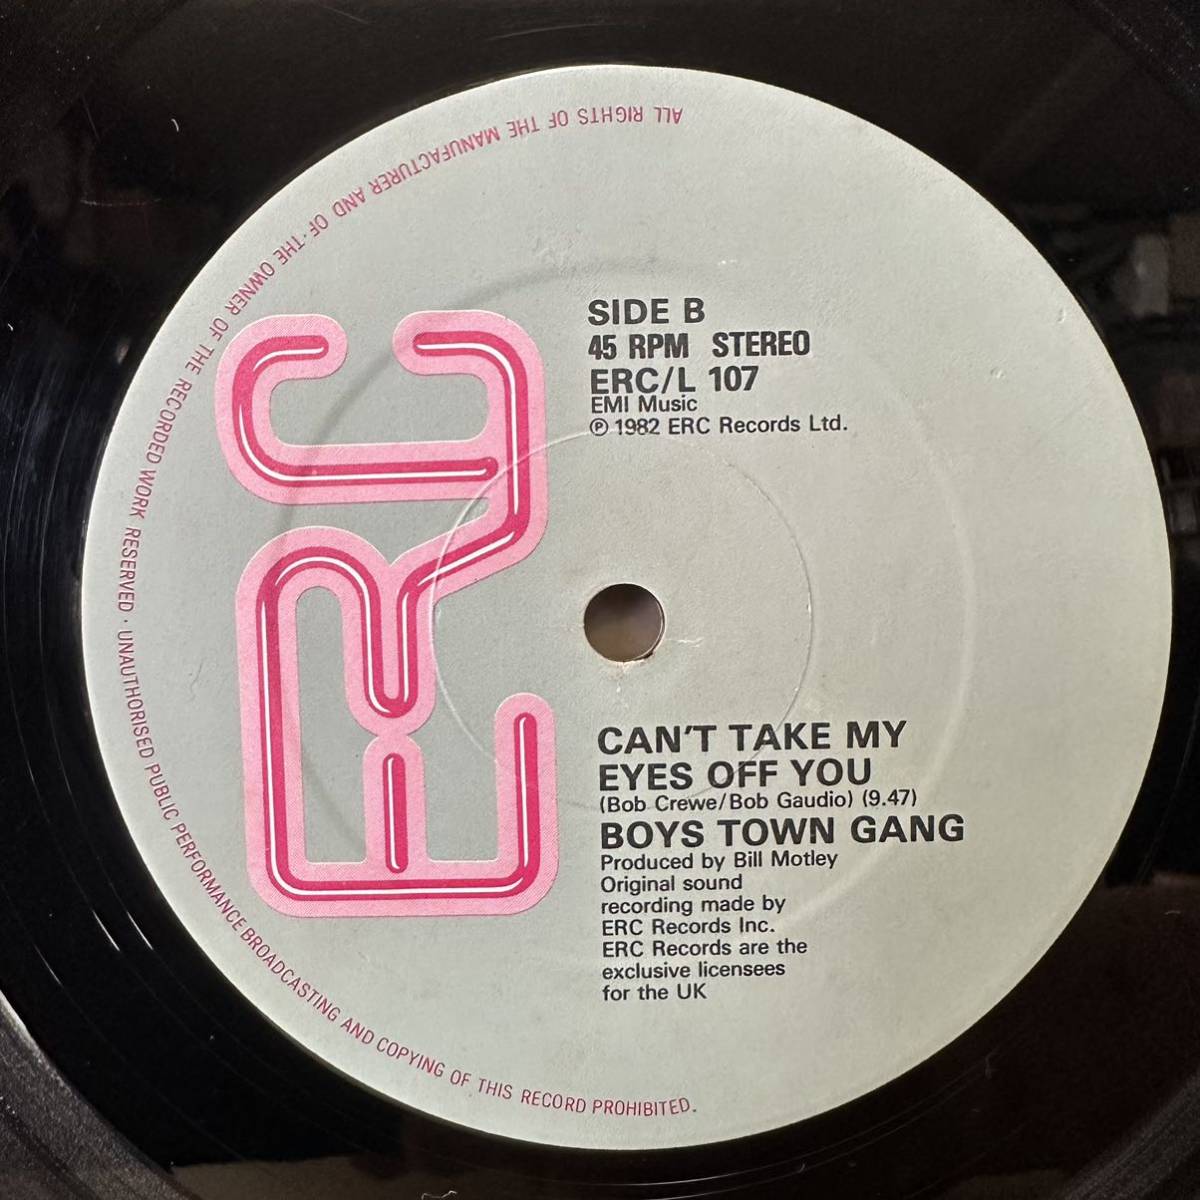 SIDE B
45 RPM STEREO
ERC/L 107
EMI Music
℗ 1982 ERC Records Ltd.
ERC
CAN'T TAKE MY
EYES OFF YOU
(Bob Crewe/Bob Gaudio) (9.47)
BOYS TOWN GANG
Produced by Bill Motley
Original sound
recording made by
ERC Records Inc.
ERC Records are the
exclusive licensees
for the UK
ALL RIGHTS OF THE MANUFACTURER AND OF·THE OWNER OF THE RECORDED WORK RESERVED · UNAUTHORISED PUBLIC PERFORMANCE BROADCASTING AND COPYING OF THIS RECORD PROHIBITED.